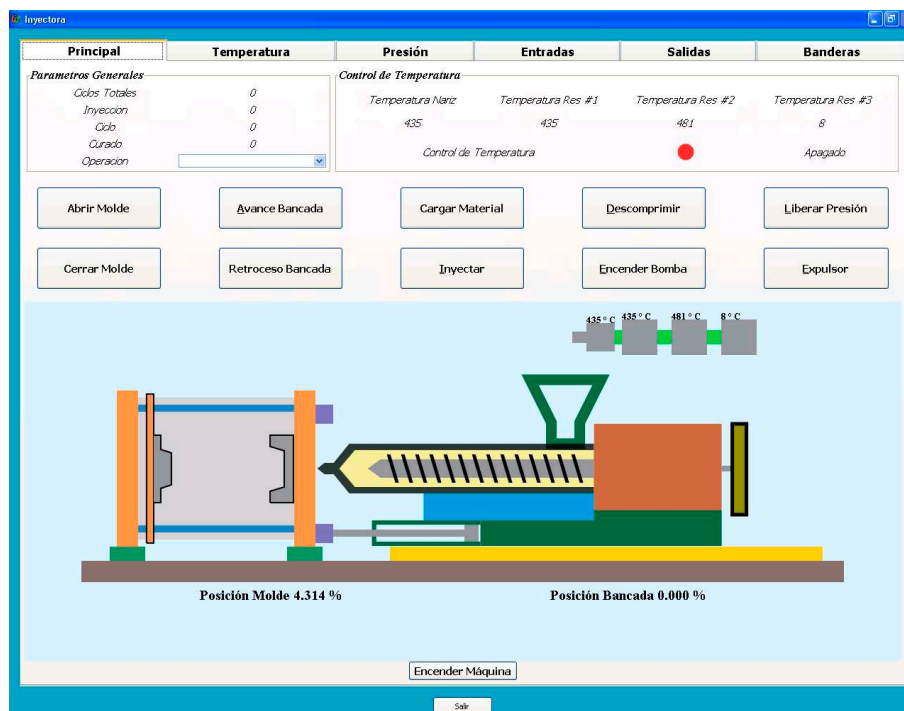 Inyectora
Principal Temperatura Presión Entradas Salidas Banderas
Parametros Generales
Ciclos Totales 0
Inyeccion 0
Ciclo 0
Curado 0
Operacion
Control de Temperatura
Temperatura Nariz Temperatura Res #1 Temperatura Res #2 Temperatura Res #3
435 435 481 8
Control de Temperatura Apagado
Abrir Molde Avance Bancada Cargar Material Descomprimir Liberar Presión
Cerrar Molde Retroceso Bancada Inyectar Encender Bomba Expulsor
435 ° C 435 ° C 481 ° C 8 ° C
Posición Molde 4.314 % Posición Bancada 0.000 %
Encender Máquina
Salir